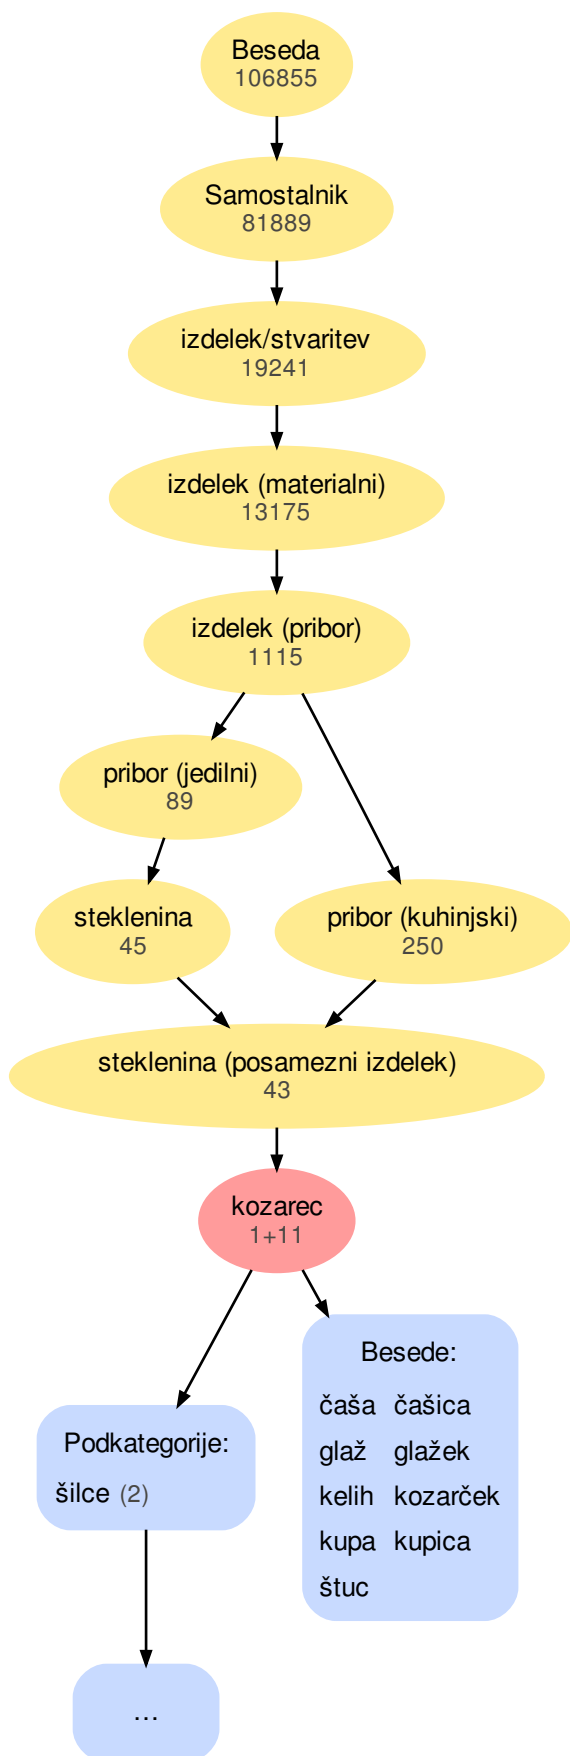 Beseda
106855
Samostalnik
81889
izdelek/stvaritev
19241
izdelek (materialni)
13175
izdelek (pribor)
1115
pribor (jedilni)
89
steklenina
45
pribor (kuhinjski)
250
steklenina (posamezni izdelek)
43
kozarec
1+11
Podkategorije:
šilce (2)
...
Besede:
čaša čašica
glaž glažek
kelih kozarček
kupa kupica
štuc